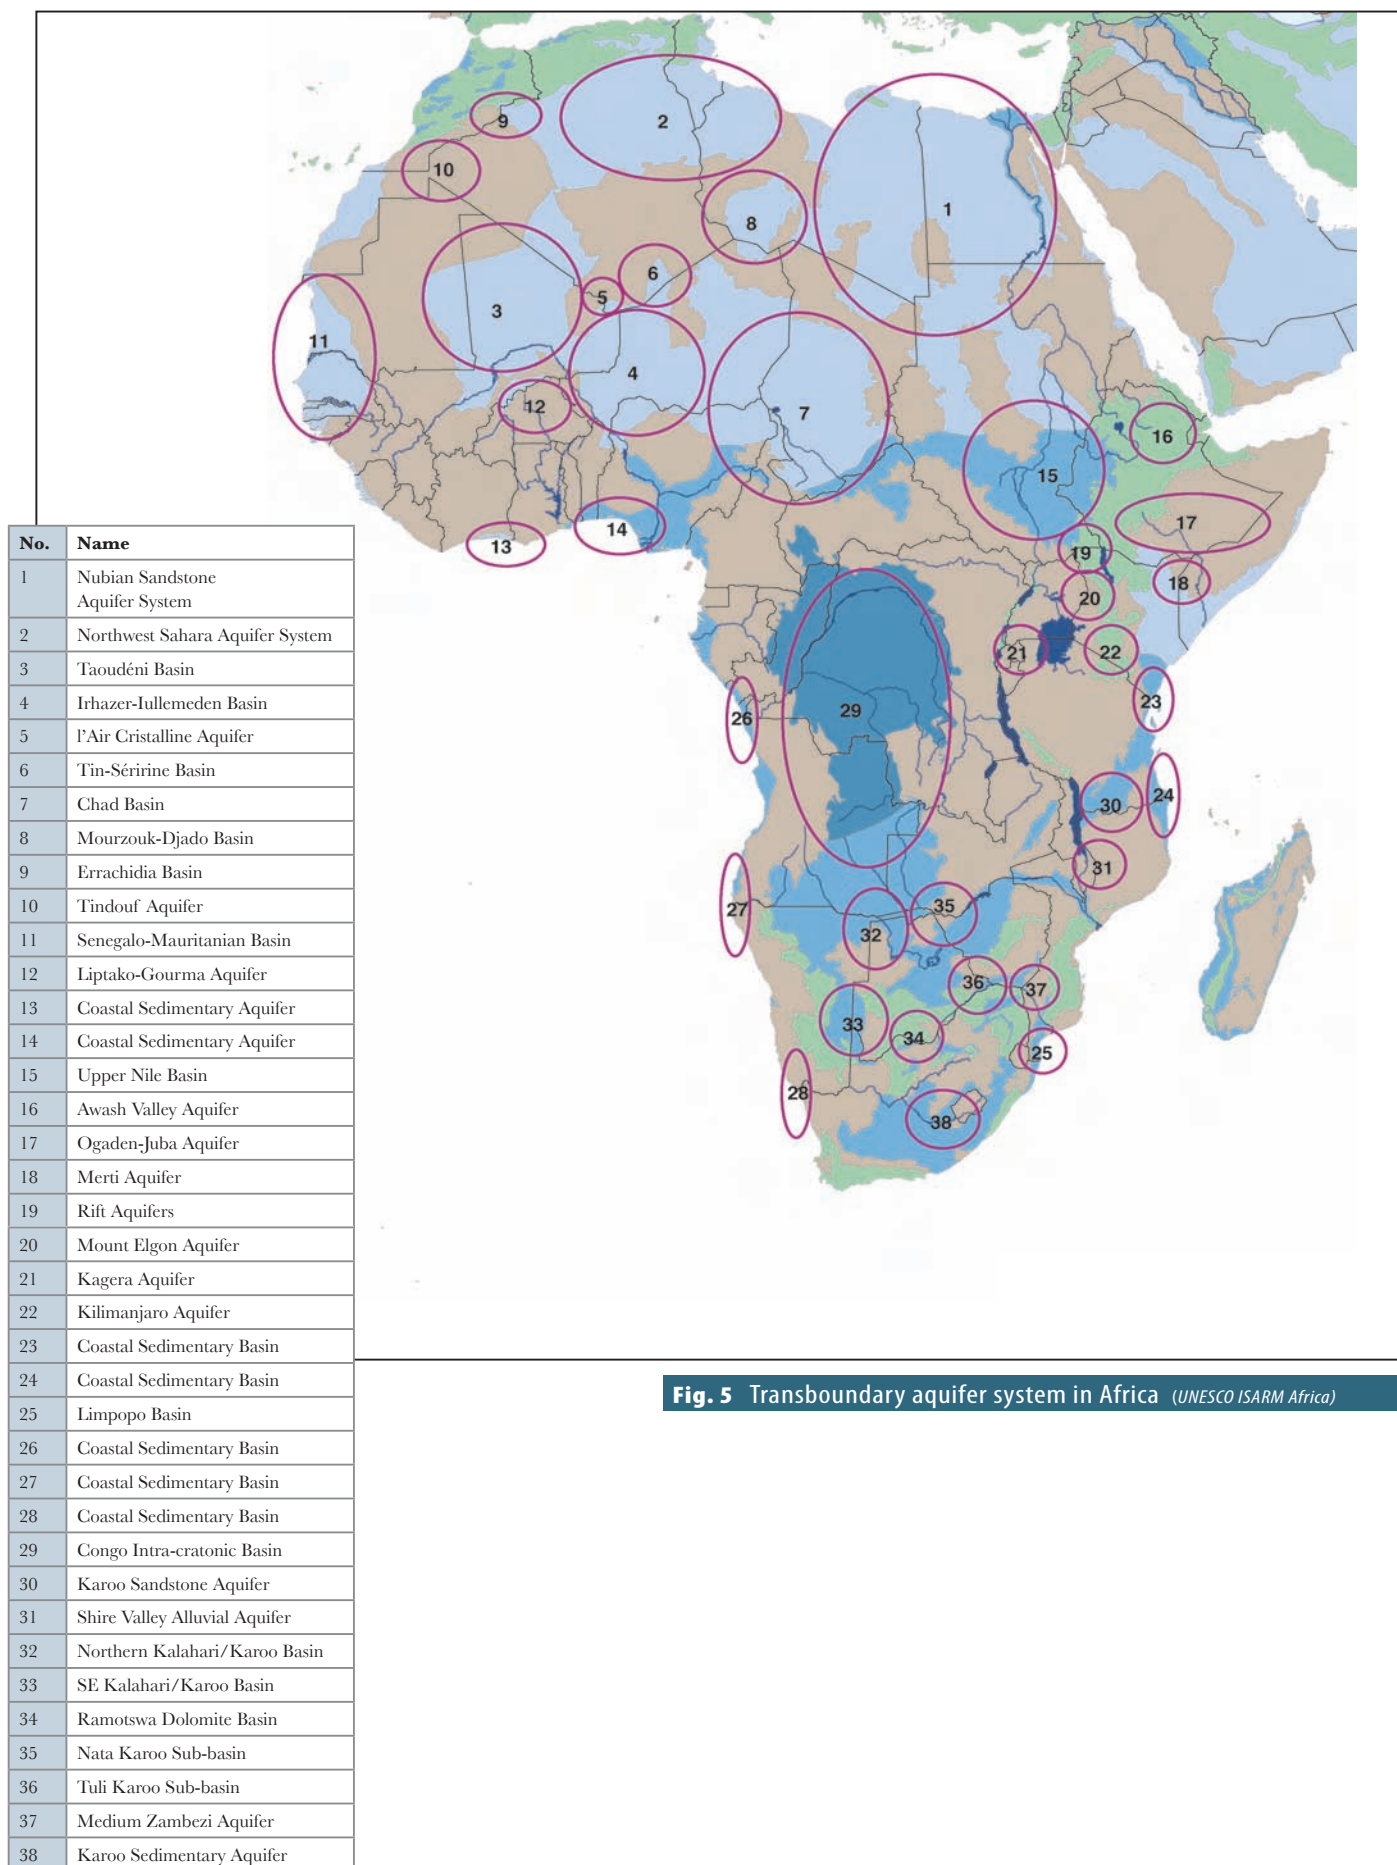 9
2
10
8
1
6
5
3
11
4
12
7
16
15
14
13
17
19
18
20
21
22
23
29
26
30
24
31
35
27
32
36
37
33
34
25
28
38
No. Name
1 Nubian Sandstone
Aquifer System
2 Northwest Sahara Aquifer System
3 Taoudéni Basin
4 Irhazer-Iullemeden Basin
5 l’Air Cristalline Aquifer
6 Tin-Séririne Basin
7 Chad Basin
8 Mourzouk-Djado Basin
9 Errachidia Basin
10 Tindouf Aquifer
11 Senegalo-Mauritanian Basin
12 Liptako-Gourma Aquifer
13 Coastal Sedimentary Aquifer
14 Coastal Sedimentary Aquifer
15 Upper Nile Basin
16 Awash Valley Aquifer
17 Ogaden-Juba Aquifer
18 Merti Aquifer
19 Rift Aquifers
20 Mount Elgon Aquifer
21 Kagera Aquifer
22 Kilimanjaro Aquifer
23 Coastal Sedimentary Basin
24 Coastal Sedimentary Basin
25 Limpopo Basin
26 Coastal Sedimentary Basin
27 Coastal Sedimentary Basin
28 Coastal Sedimentary Basin
29 Congo Intra-cratonic Basin
30 Karoo Sandstone Aquifer
31 Shire Valley Alluvial Aquifer
32 Northern Kalahari/Karoo Basin
33 SE Kalahari/Karoo Basin
34 Ramotswa Dolomite Basin
35 Nata Karoo Sub-basin
36 Tuli Karoo Sub-basin
37 Medium Zambezi Aquifer
38 Karoo Sedimentary Aquifer
Fig. 5 Transboundary aquifer system in Africa (UNESCO ISARM Africa)